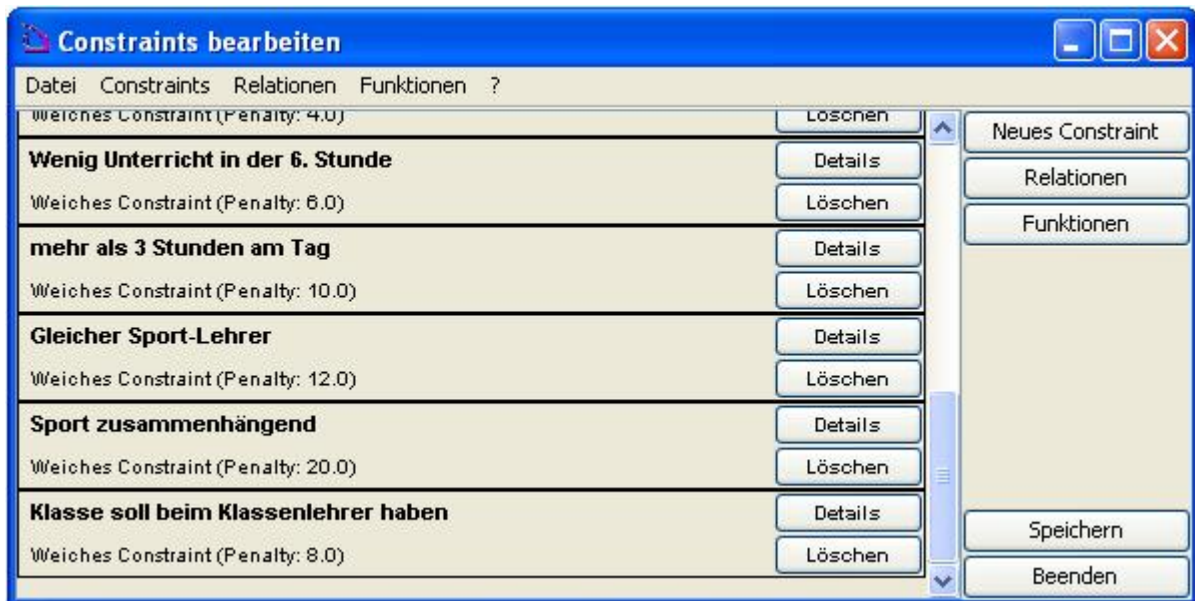 Constraints bearbeiten
Datei Constraints Relationen Funktionen ?
Weiches Constraint (Penalty: 4.0) Löschen
Neues Constraint
Wenig Unterricht in der 6. Stunde Details
Relationen
Weiches Constraint (Penalty: 6.0) Löschen
Funktionen
mehr als 3 Stunden am Tag Details
Weiches Constraint (Penalty: 10.0) Löschen
Gleicher Sport-Lehrer Details
Weiches Constraint (Penalty: 12.0) Löschen
Sport zusammenhängend Details
Weiches Constraint (Penalty: 20.0) Löschen
Klasse soll beim Klassenlehrer haben Details
Speichern
Weiches Constraint (Penalty: 8.0) Löschen
Beenden